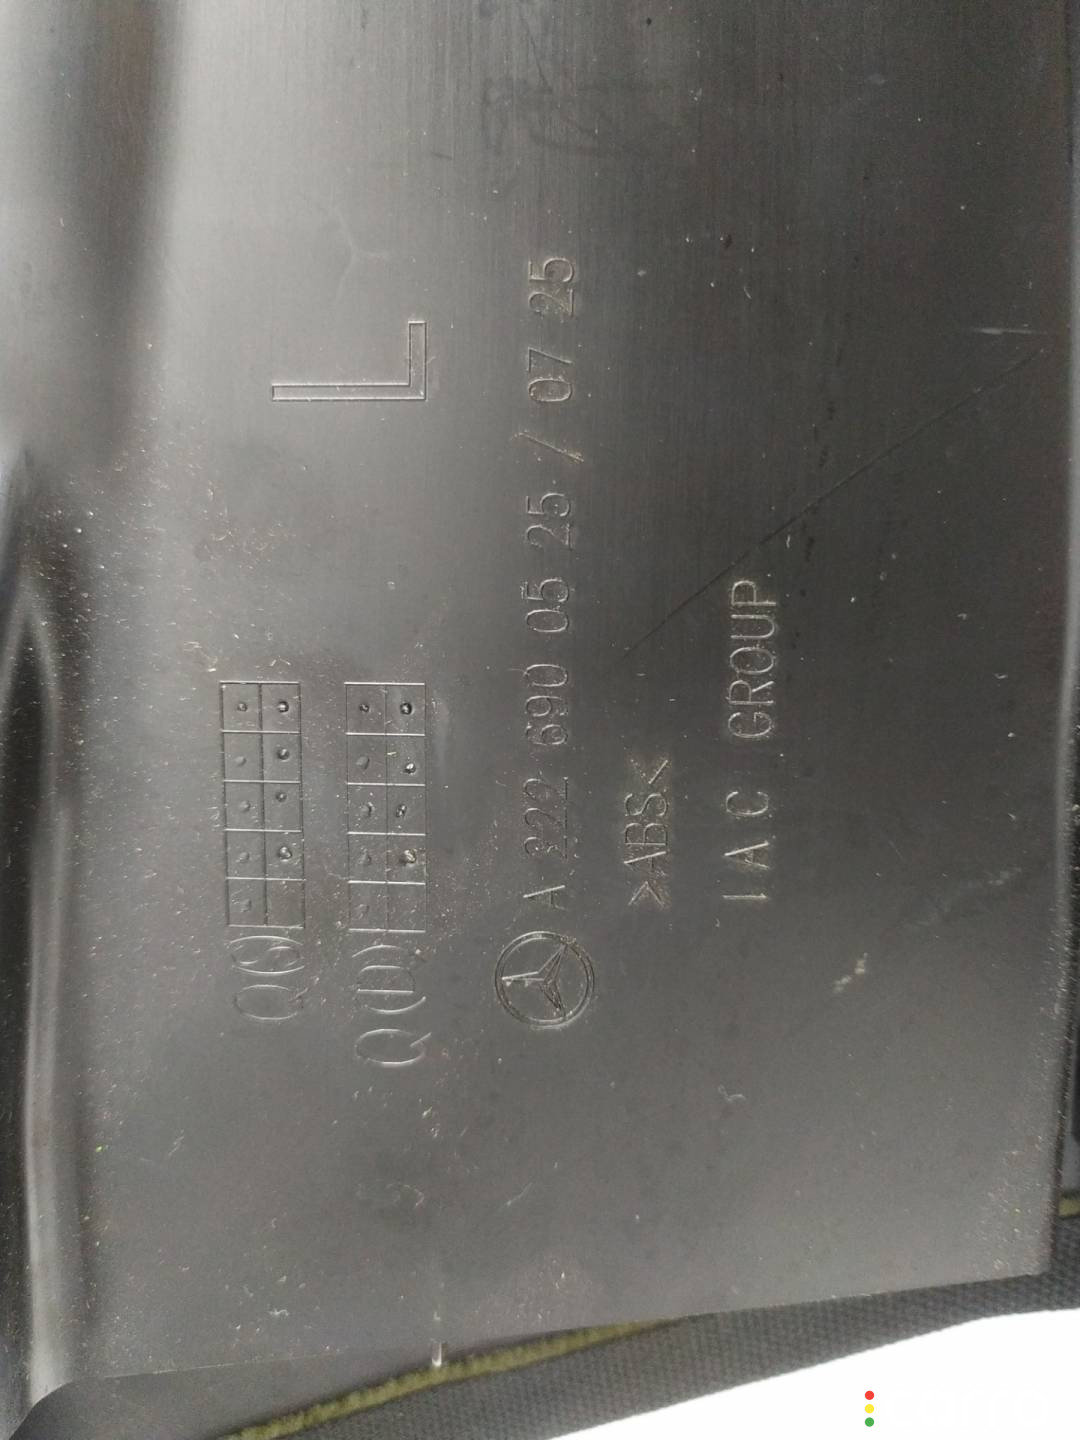 L
Q(S)
Q(D)
A 222 690 05 25 / 07 25
>ABS<
IAC GROUP